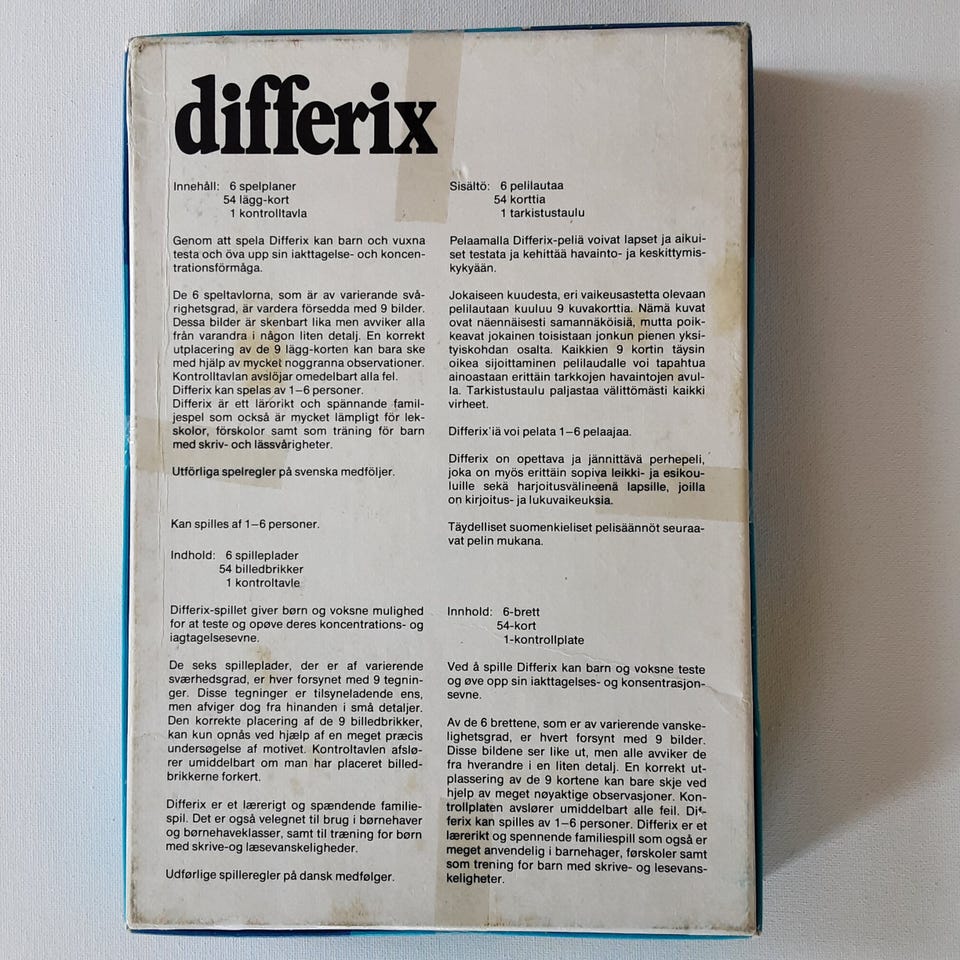 differix
Innehåll: 6 spelplaner
54 lägg-kort
1 kontrolltavla
Genom att spela Differix kan barn och vuxna
testa och öva upp sin iakttagelse- och koncen-
trationsförmåga.
De 6 speltavlorna, som är av varierande svå-
righetsgrad, är vardera försedda med 9 bilder.
Dessa bilder är skenbart lika men avviker alla
från varandra i någon liten detalj. En korrekt
utplacering av de 9 lägg-korten kan bara ske
med hjälp av mycket noggranna observationer.
Kontrolltavlan avslöjar omedelbart alla fel.
Differix kan spelas av 1–6 personer.
Differix är ett lärorikt och spännande famil-
jespel som också är mycket lämpligt för lek-
skolor, förskolor samt som träning för barn
med skriv- och lässvårigheter.
Utförliga spelregler på svenska medföljer.
Kan spilles af 1–6 personer.
Indhold: 6 spilleplader
54 billedbrikker
1 kontroltavle
Differix-spillet giver børn og voksne mulighed
for at teste og opøve deres koncentrations- og
iagtagelsesevne.
De seks spilleplader, der er af varierende
sværhedsgrad, er hver forsynet med 9 tegnin-
ger. Disse tegninger er tilsyneladende ens,
men afviger dog fra hinanden i små detaljer.
Den korrekte placering af de 9 billedbrikker,
kan kun opnås ved hjælp af en meget præcis
undersøgelse af motivet. Kontroltavlen afslø-
rer umiddelbart om man har placeret billed-
brikkerne forkert.
Differix er et lærerigt og spændende familie-
spil. Det er også velegnet til brug i børnehaver
og børnehaveklasser, samt til træning for børn
med skrive-og læsevanskeligheder.
Udførlige spilleregler på dansk medfølger.
Sisältö: 6 pelilautaa
54 korttia
1 tarkistustaulu
Pelaamalla Differix-peliä voivat lapset ja aikui-
set testata ja kehittää havainto- ja keskittymis-
kykyään.
Jokaiseen kuudesta, eri vaikeusastetta olevaan
pelilautaan kuuluu 9 kuvakorttia. Nämä kuvat
ovat näennäisesti samannäköisiä, mutta poik-
keavat jokainen toisistaan jonkun pienen yksi-
tyiskohdan osalta. Kaikkien 9 kortin täysin
oikea sijoittaminen pelilaudalle voi tapahtua
ainoastaan erittäin tarkkojen havaintojen avul-
la. Tarkistustaulu paljastaa välittömästi kaikki
virheet.
Differix'iä voi pelata 1–6 pelaajaa.
Differix on opettava ja jännittävä perhepeli,
joka on myös erittäin sopiva leikki- ja esikou-
luille sekä harjoitusvälineenä lapsille, joilla
on kirjoitus- ja lukuvaikeuksia.
Täydelliset suomenkieliset pelisäännöt seuraa-
vat pelin mukana.
Innhold: 6-brett
54-kort
1-kontrollplate
Ved å spille Differix kan barn og voksne teste
og øve opp sin iakttagelses- og konsentrasjon-
sevne.
Av de 6 brettene, som er av varierende vanske-
lighetsgrad, er hvert forsynt med 9 bilder.
Disse bildene ser like ut, men alle avviker de
fra hverandre i en liten detalj. En korrekt ut-
plassering av de 9 kortene kan bare skje ved
hjelp av meget nøyaktige observasjoner. Kon-
trollplaten avslører umiddelbart alle feil. Dif-
ferix kan spilles av 1–6 personer. Differix er et
lærerikt og spennende familiespill som også er
meget anvendelig i barnehager, førskoler samt
som trening for barn med skrive- og lesevans-
keligheter.